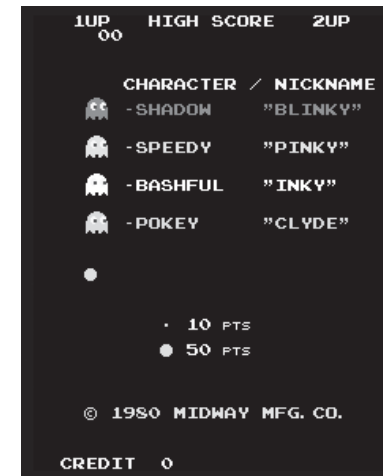 1UP HIGH SCORE 2UP
00
CHARACTER / NICKNAME
-SHADOW "BLINKY"
-SPEEDY "PINKY"
-BASHFUL "INKY"
-POKEY "CLYDE"
· 10 PTS
● 50 PTS
© 1980 MIDWAY MFG. CO.
CREDIT 0